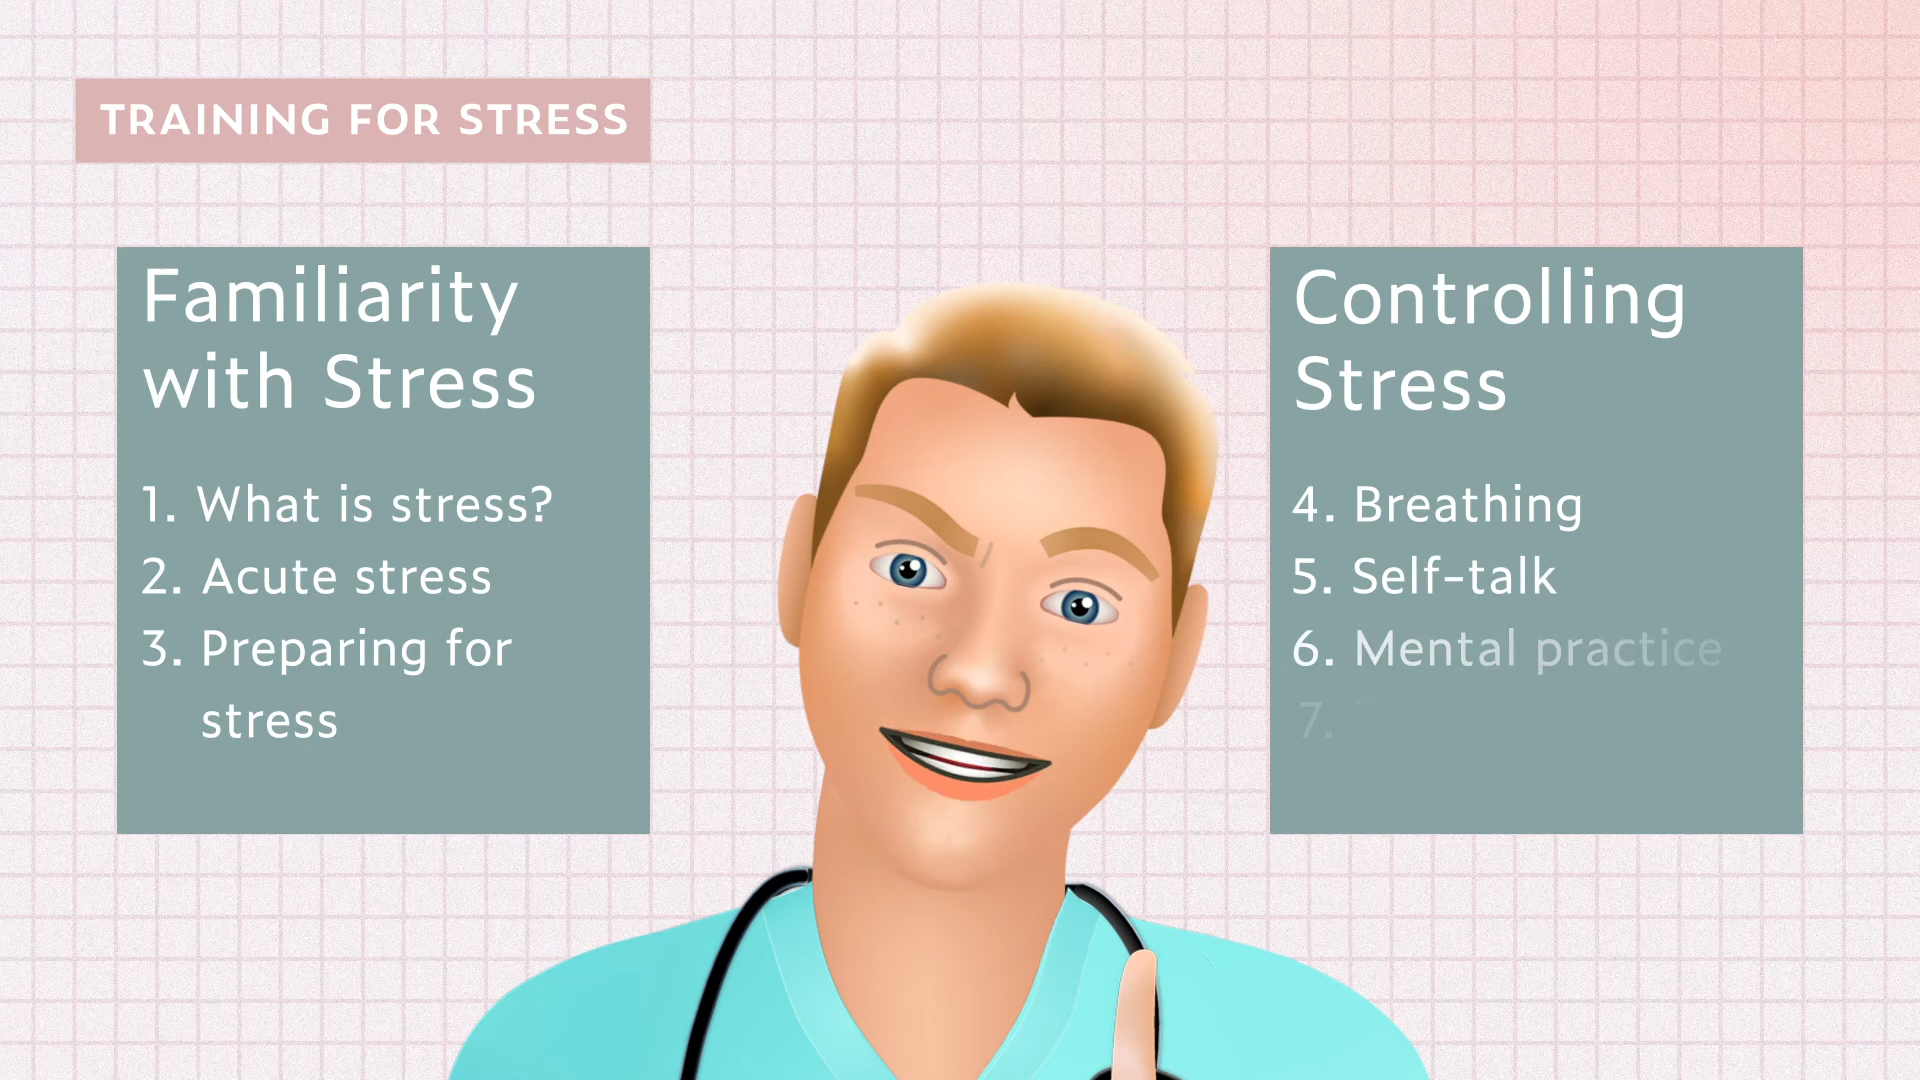 TRAINING FOR STRESS
Familiarity
with Stress
1. What is stress?
2. Acute stress
3. Preparing for
stress
Controlling
Stress
4. Breathing
5. Self-talk
6. Mental practice
7.